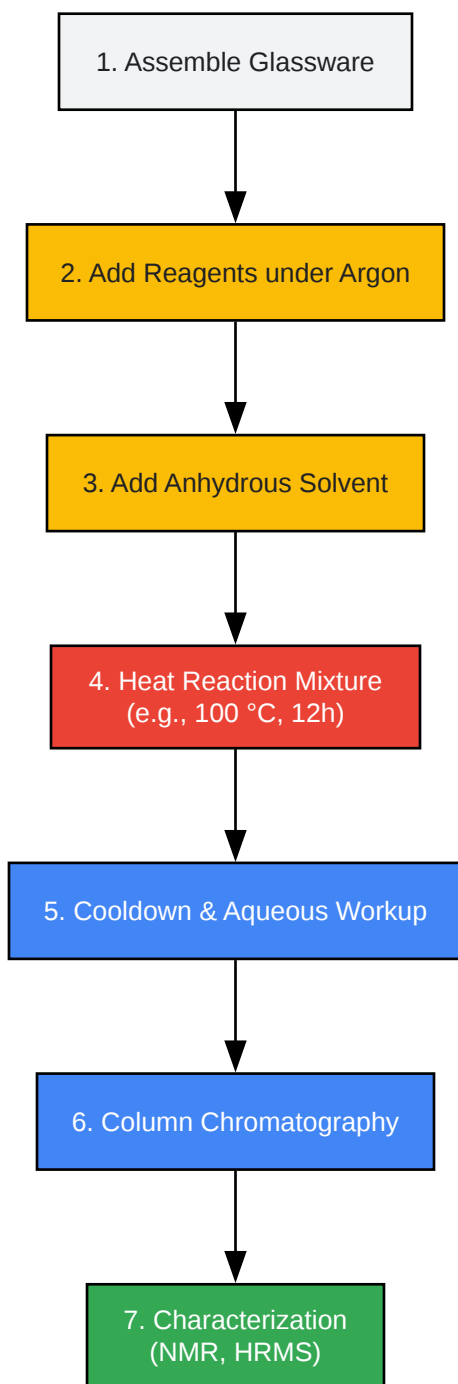 1. Assemble Glassware
2. Add Reagents under Argon
3. Add Anhydrous Solvent
4. Heat Reaction Mixture
(e.g., 100 °C, 12h)
5. Cooldown & Aqueous Workup
6. Column Chromatography
7. Characterization
(NMR, HRMS)